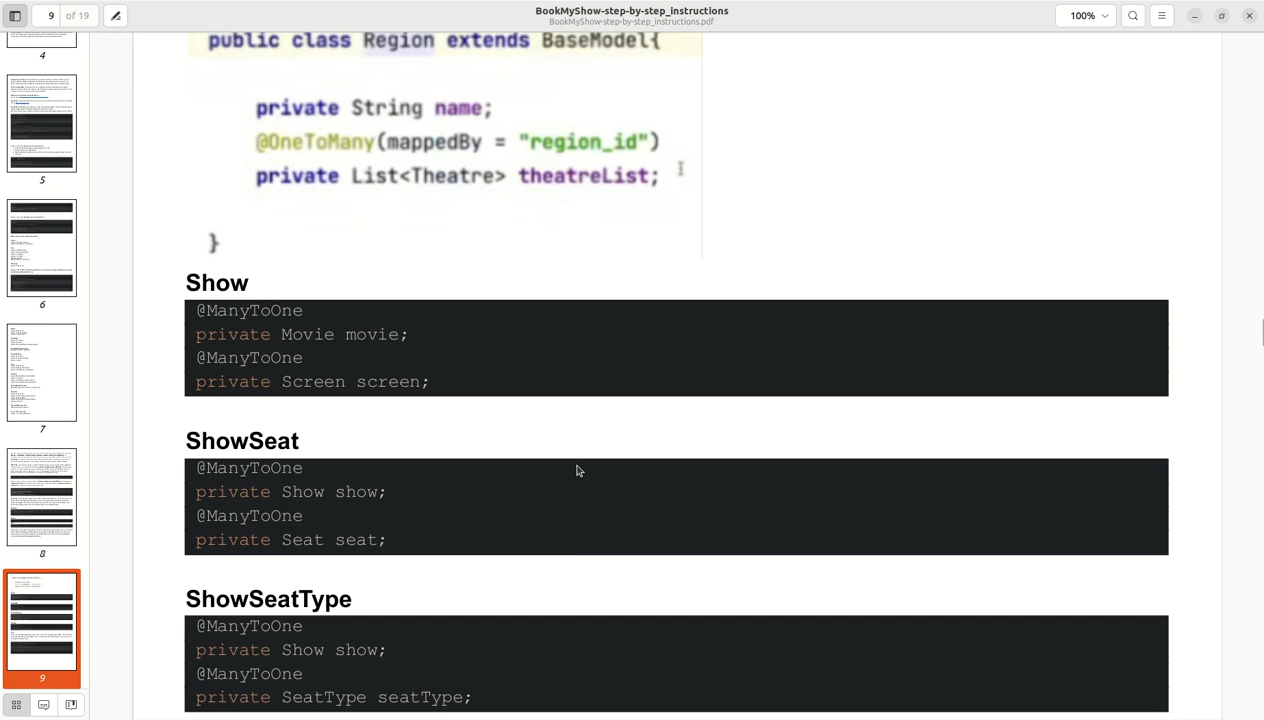 9 of 19
BookMyShow-step-by-step_instructions
BookMyShow-step-by-step_instructions.pdf
100%
4
5
6
7
8
9
public class Region extends BaseModel{
private String name;
@OneToMany(mappedBy = "region_id")
private List<Theatre> theatreList;
}
Show
@ManyToOne
private Movie movie;
@ManyToOne
private Screen screen;
ShowSeat
@ManyToOne
private Show show;
@ManyToOne
private Seat seat;
ShowSeatType
@ManyToOne
private Show show;
@ManyToOne
private SeatType seatType;